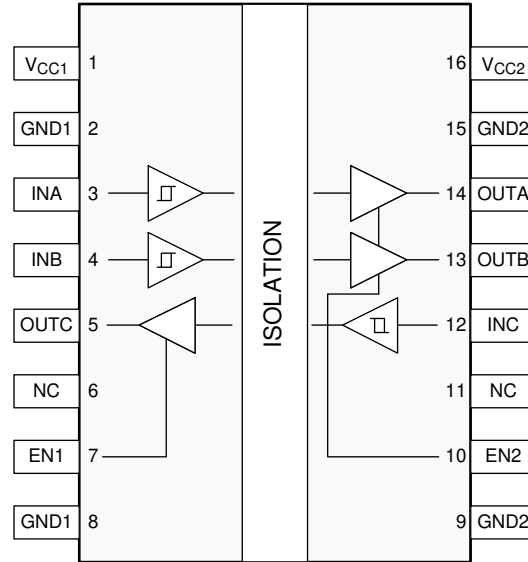 VCC1 1 16 VCC2
GND1 2 15 GND2
INA 3 14 OUTA
INB 4 13 OUTB
OUTC 5 12 INC
NC 6 11 NC
EN1 7 10 EN2
GND1 8 9 GND2
ISOLATION